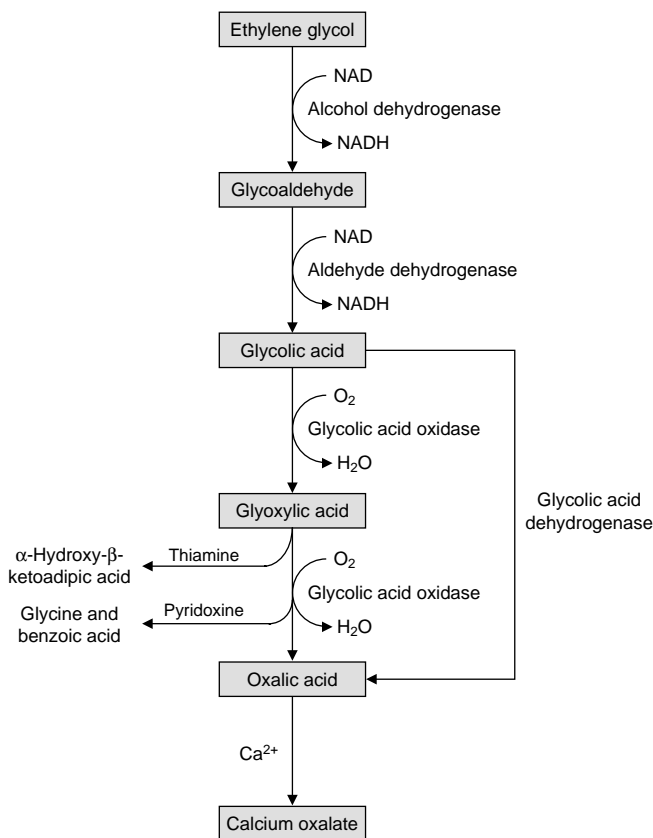 Ethylene glycol
NAD
Alcohol dehydrogenase
NADH
Glycoaldehyde
NAD
Aldehyde dehydrogenase
NADH
Glycolic acid
O₂
Glycolic acid oxidase
H₂O
Glycolic acid
dehydrogenase
Glyoxylic acid
α-Hydroxy-β-
ketoadipic acid
Thiamine
O₂
Glycolic acid oxidase
H₂O
Glycine and
benzoic acid
Pyridoxine
Oxalic acid
Ca²⁺
Calcium oxalate